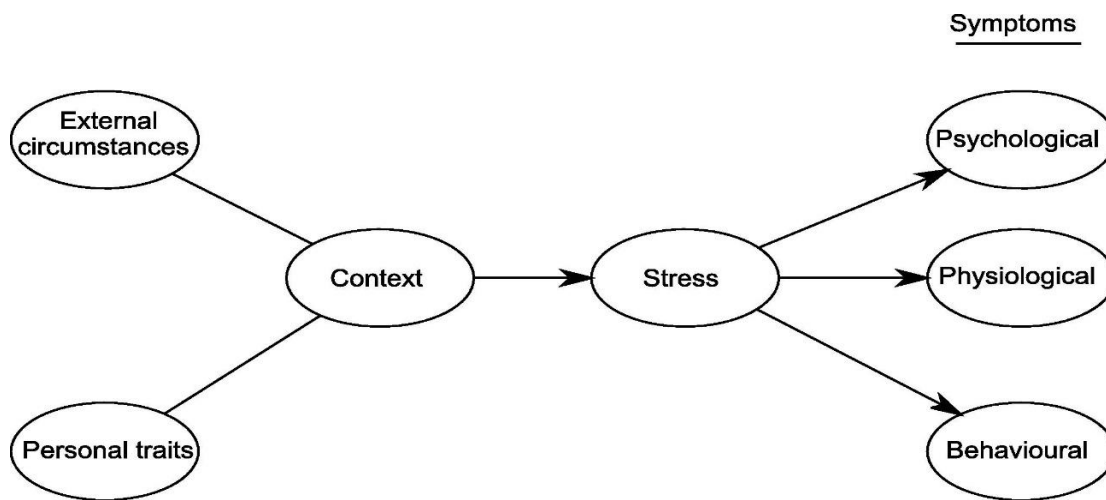 Symptoms
External
circumstances
Psychological
Context
Stress
Physiological
Personal traits
Behavioural